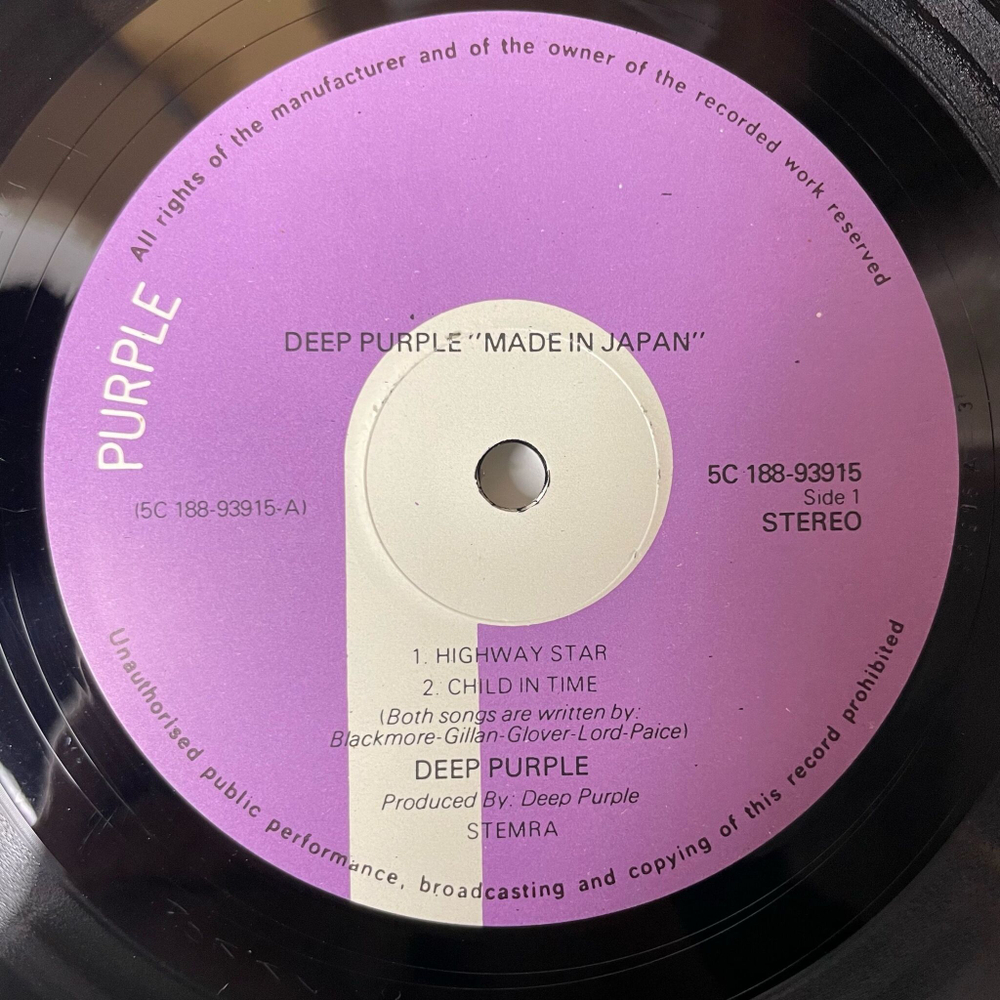 All rights of the manufacturer and of the owner of the recorded work reserved
PURPLE
DEEP PURPLE "MADE IN JAPAN"
5C 188-93915
Side 1
STEREO
(5C 188-93915-A)
1. HIGHWAY STAR
2. CHILD IN TIME
(Both songs are written by:
Blackmore-Gillan-Glover-Lord-Paice)
DEEP PURPLE
Produced By: Deep Purple
STEMRA
Unauthorised public performance, broadcasting and copying of this record prohibited